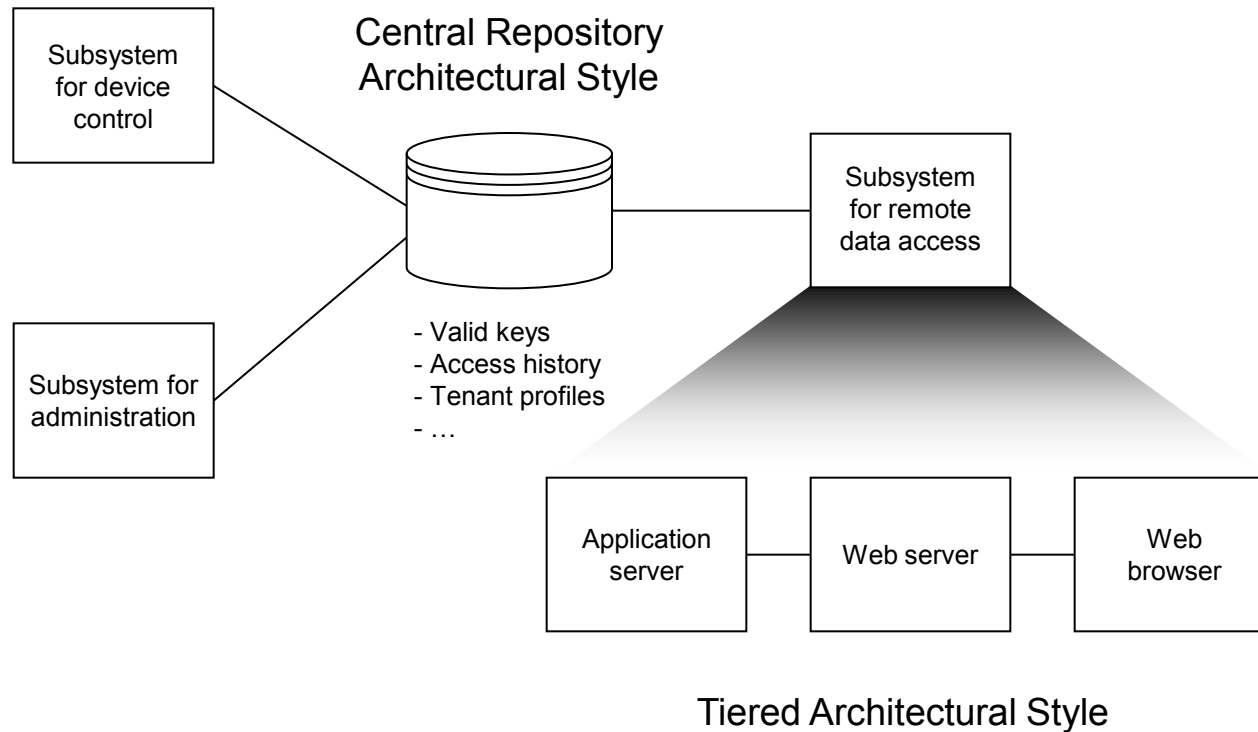 Central Repository
Architectural Style
Subsystem
for device
control
Subsystem
for remote
data access
- Valid keys
- Access history
- Tenant profiles
- …
Subsystem for
administration
Application
server
Web server
Web
browser
Tiered Architectural Style